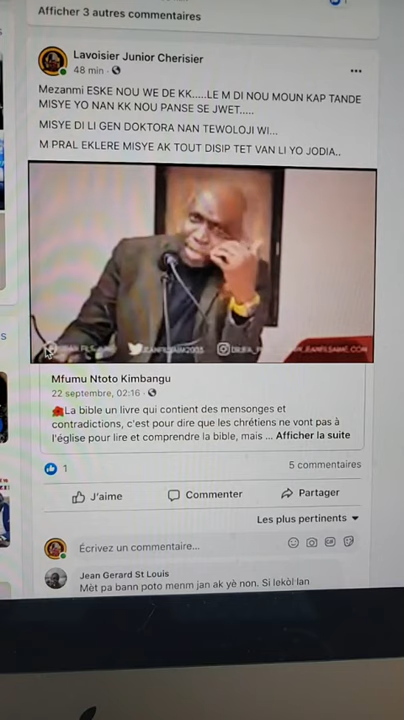 Afficher 3 autres commentaires
Lavoisier Junior Cherisier
48 min ·
Mezanmi ESKE NOU WE DE KK.....LE M DI NOU MOUN KAP TANDE
MISYE YO NAN KK NOU PANSE SE JWET.....
MISYE DI LI GEN DOKTORA NAN TEWOLOJI WI...
M PRAL EKLERE MISYE AK TOUT DISIP TET VAN LI YO JODIA..
Mfumu Ntoto Kimbangu
22 septembre, 02:16 ·
La bible un livre qui contient des mensonges et
contradictions, c'est pour dire que les chrétiens ne vont pas à
l'église pour lire et comprendre la bible, mais ... Afficher la suite
1
5 commentaires
J'aime
Commenter
Partager
Les plus pertinents
Écrivez un commentaire...
GIF
Jean Gerard St Louis
Mèt pa bann poto menm jan ak yè non. Si lekòl lan